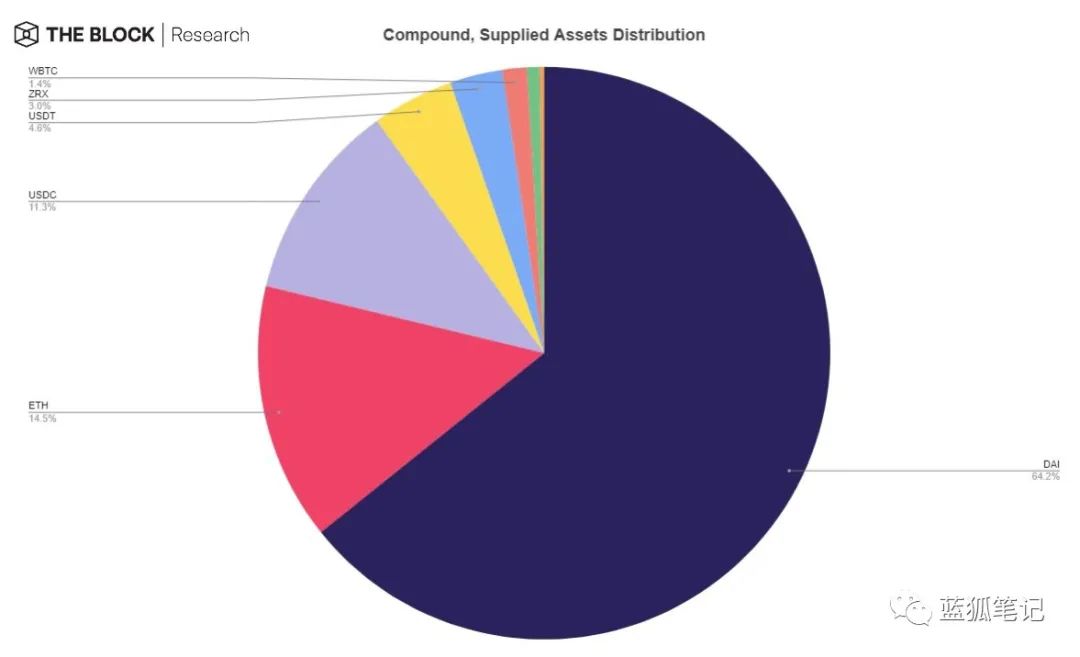 THE BLOCK Research
Compound, Supplied Assets Distribution
WBTC
1.4%
ZRX
3.0%
USDT
4.6%
USDC
11.3%
ETH
14.5%
DAI
64.2%
蓝狐笔记